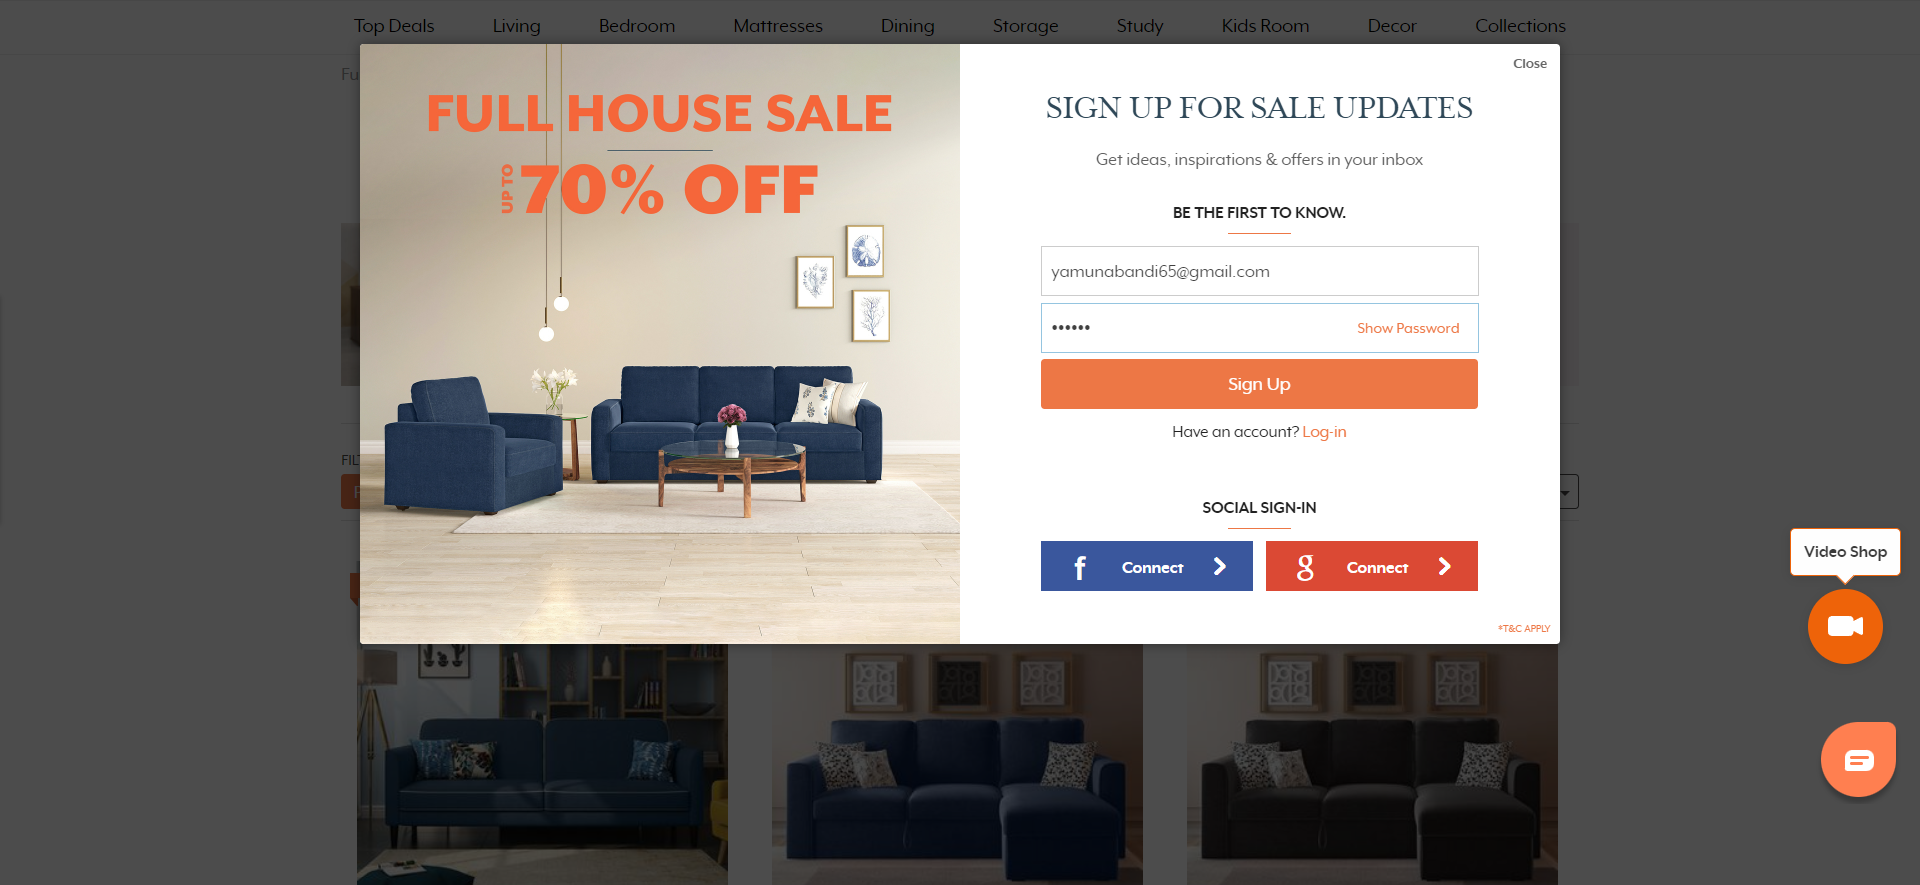 Top Deals Living Bedroom Mattresses Dining Storage Study Kids Room Decor Collections
Fu
Close
FULL HOUSE SALE
UP TO 70% OFF
SIGN UP FOR SALE UPDATES
Get ideas, inspirations & offers in your inbox
BE THE FIRST TO KNOW.
yamunabandi65@gmail.com
•••••• Show Password
Sign Up
Have an account? Log-in
SOCIAL SIGN-IN
f Connect
g Connect
*T&C APPLY
Video Shop